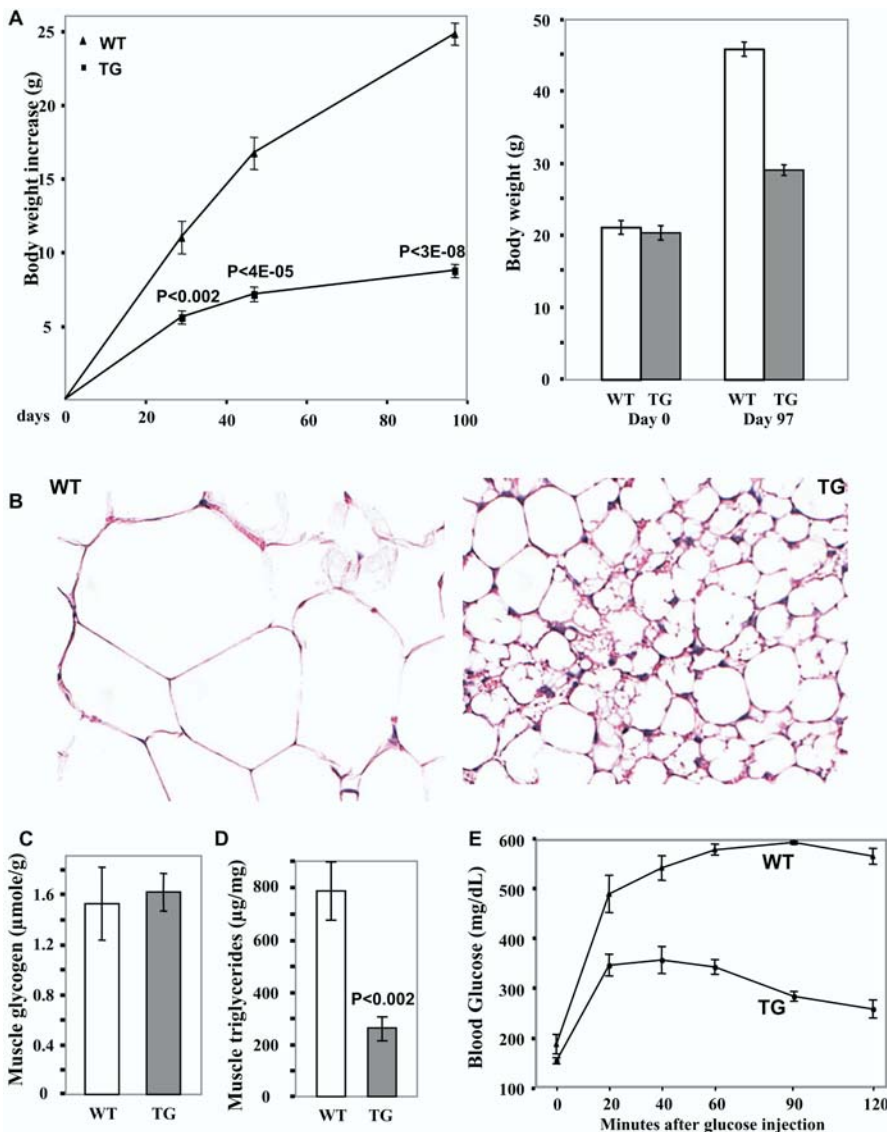 A
WT
TG
Body weight increase (g)
25
20
15
10
5
P<0.002
P<4E-05
P<3E-08
days
0 20 40 60 80 100
Body weight (g)
50
40
30
20
10
0
WT TG WT TG
Day 0 Day 97
B
WT
TG
C
Muscle glycogen (µmole/g)
1.6
1.2
0.8
0.4
0
WT TG
D
Muscle triglycerides (µg/mg)
800
600
400
200
0
P<0.002
WT TG
E
Blood Glucose (mg/dL)
600
500
400
300
200
100
WT
TG
0 20 40 60 90 120
Minutes after glucose injection